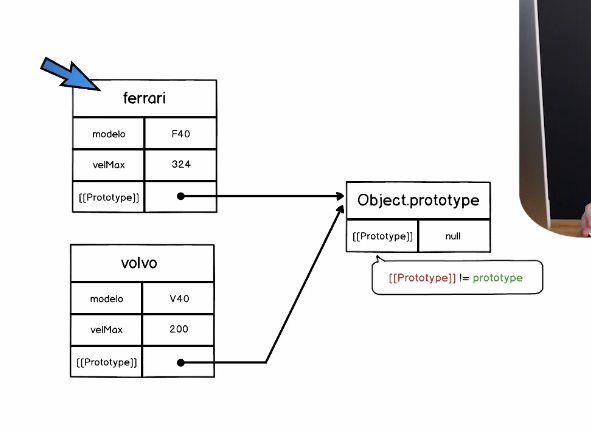 ferrari
modelo F40
velMax 324
[[Prototype]]
Object.prototype
[[Prototype]] null
[[Prototype]] != prototype
volvo
modelo V40
velMax 200
[[Prototype]]